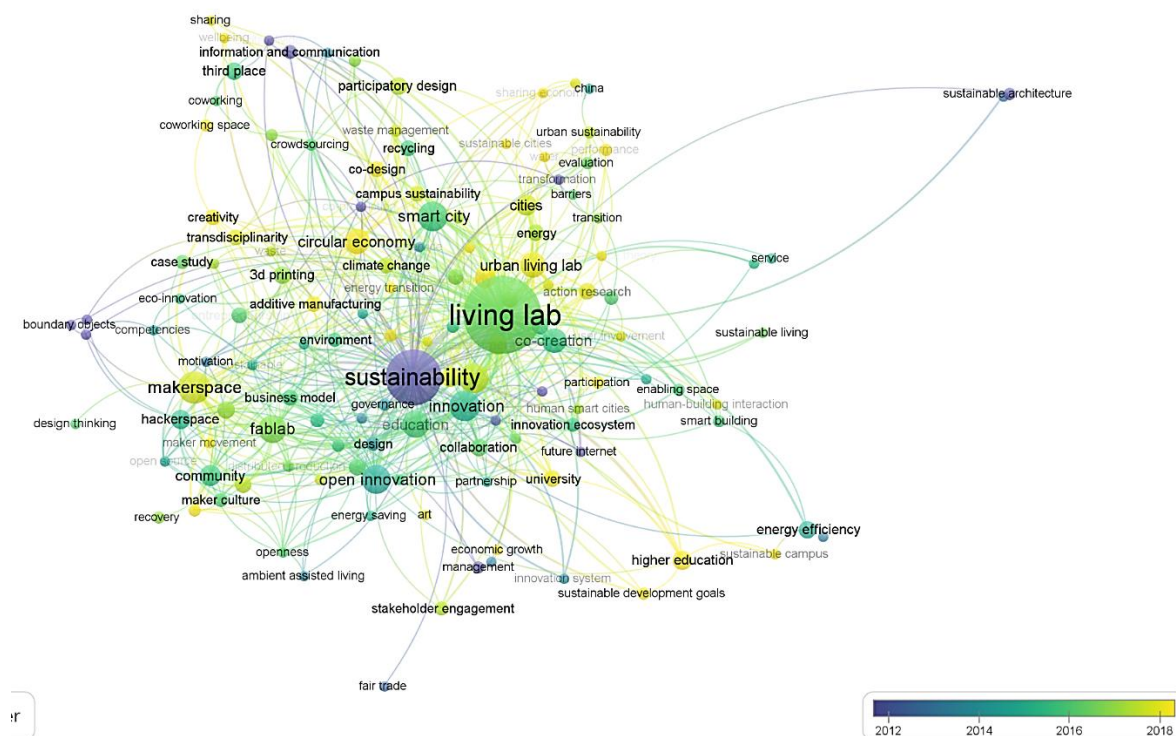 sharing
wellbeing
information and communication
third place
participatory design
coworking
coworking space
crowdsourcing
waste management
recycling
co-design
campus sustainability
smart city
creativity
transdisciplinarity
circular economy
case study
3d printing
climate change
energy transition
eco-innovation
additive manufacturing
boundary objects
competencies
environment
motivation
makerspace
business model
hackerspace
fablab
design thinking
maker movement
open source
distributed production
community
maker culture
recovery
openness
ambient assisted living
energy saving
china
sustainable cities
urban sustainability
water
performance
evaluation
transformation
barriers
cities
transition
energy
urban living lab
action research
living lab
co-creation
sustainability
governance
innovation
education
design
collaboration
open innovation
participation
human smart cities
innovation ecosystem
future internet
partnership
university
art
economic growth
management
innovation system
stakeholder engagement
fair trade
sustainable architecture
service
sustainable living
enabling space
human-building interaction
smart building
energy efficiency
sustainable campus
higher education
sustainable development goals
er
2012 2014 2016 2018